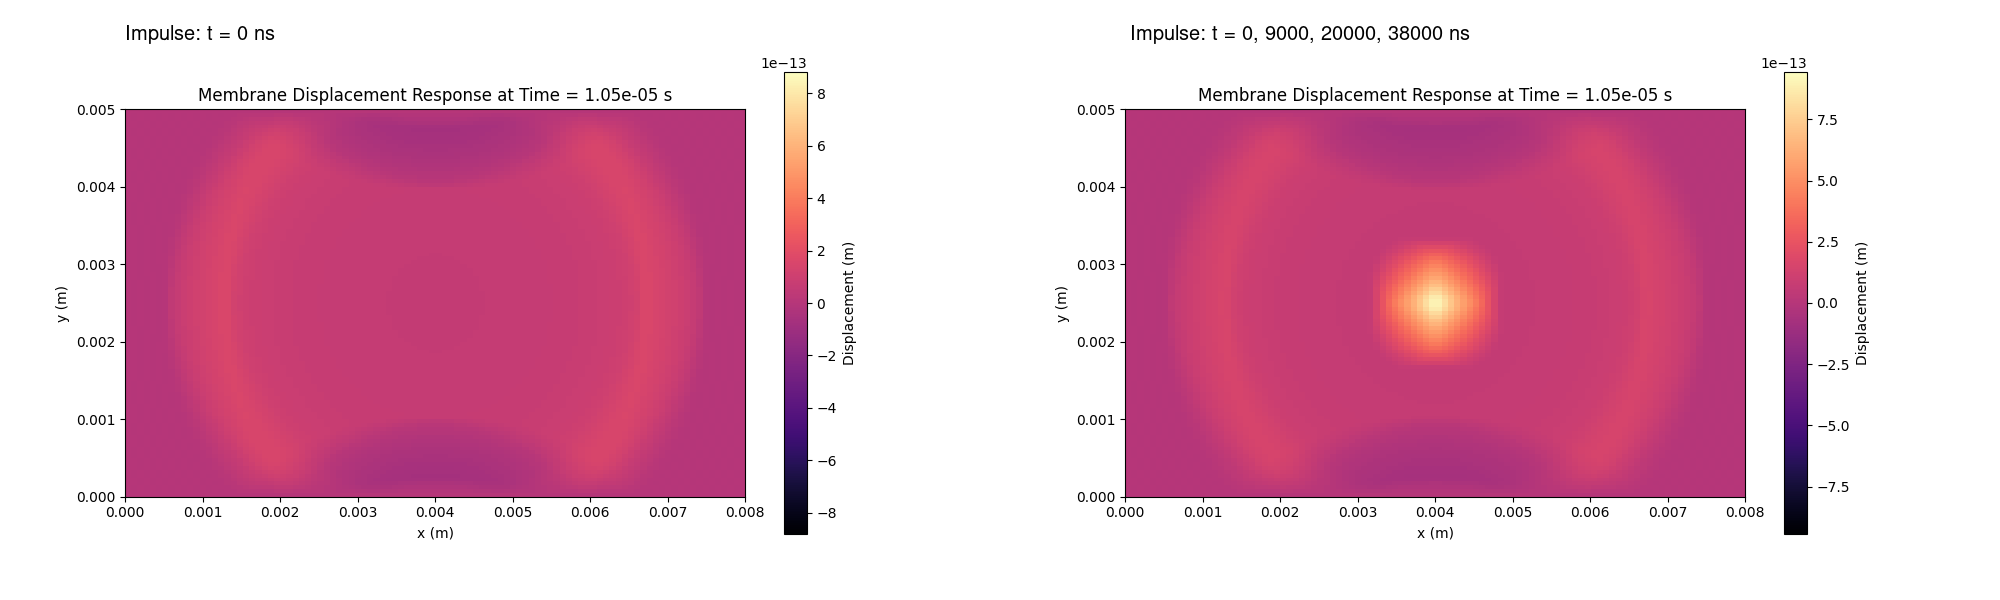 Impulse: t = 0 ns
1e−13
Membrane Displacement Response at Time = 1.05e-05 s
0.005
0.004
0.003
0.002
0.001
0.000
y (m)
0.000 0.001 0.002 0.003 0.004 0.005 0.006 0.007 0.008
x (m)
8
6
4
2
0
−2
−4
−6
−8
Displacement (m)
Impulse: t = 0, 9000, 20000, 38000 ns
1e−13
Membrane Displacement Response at Time = 1.05e-05 s
0.005
0.004
0.003
0.002
0.001
0.000
y (m)
0.000 0.001 0.002 0.003 0.004 0.005 0.006 0.007 0.008
x (m)
7.5
5.0
2.5
0.0
−2.5
−5.0
−7.5
Displacement (m)